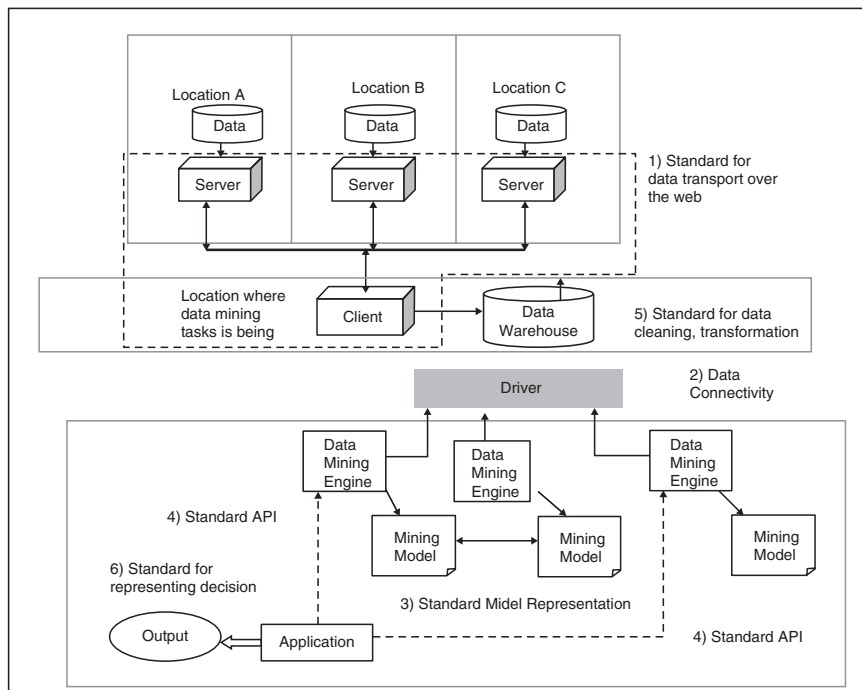 Location A
Location B
Location C
Data
Data
Data
Server
Server
Server
1) Standard for
data transport over
the web
Location where
data mining
tasks is being
Client
Data
Warehouse
5) Standard for data
cleaning, transformation
Driver
2) Data
Connectivity
Data
Mining
Engine
Data
Mining
Engine
Data
Mining
Engine
4) Standard API
Mining
Model
Mining
Model
Mining
Model
6) Standard for
representing decision
3) Standard Midel Representation
Output
Application
4) Standard API